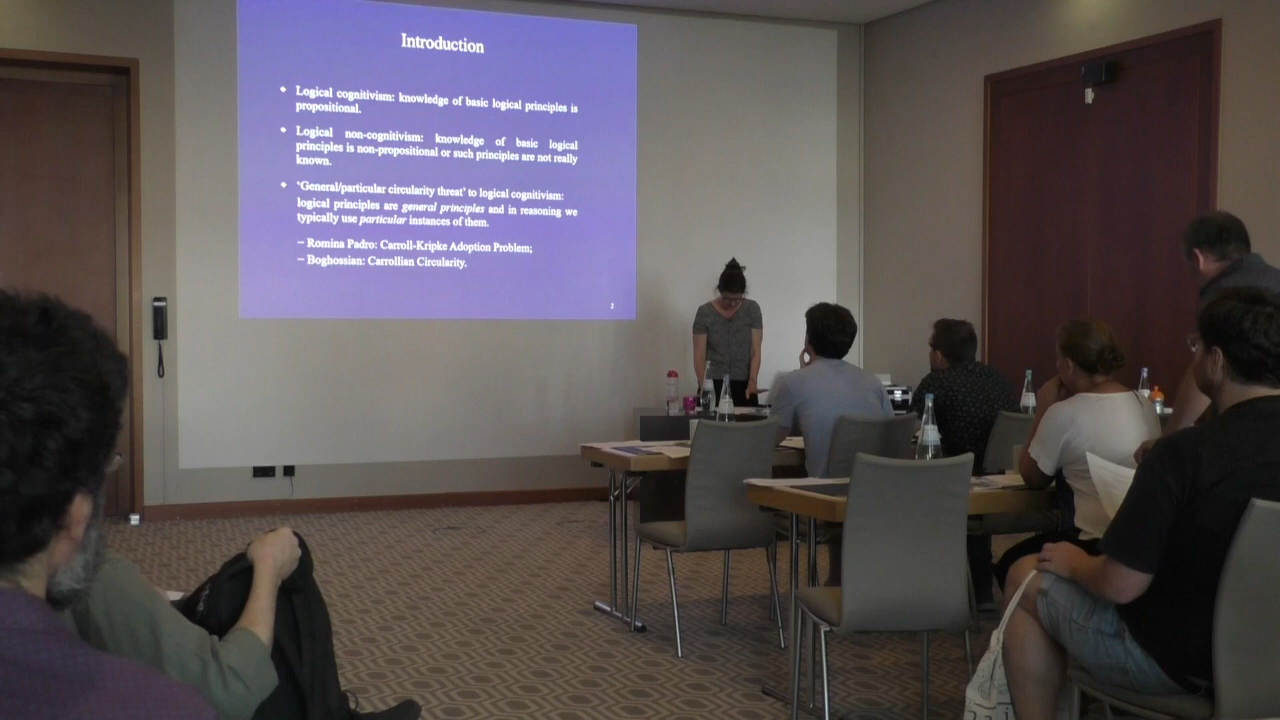 Introduction
• Logical cognitivism: knowledge of basic logical principles is
propositional.
• Logical non-cognitivism: knowledge of basic logical
principles is non-propositional or such principles are not really
known.
• ‘General/particular circularity threat’ to logical cognitivism:
logical principles are general principles and in reasoning we
typically use particular instances of them.
– Romina Padro: Carroll-Kripke Adoption Problem;
– Boghossian: Carrollian Circularity.
2